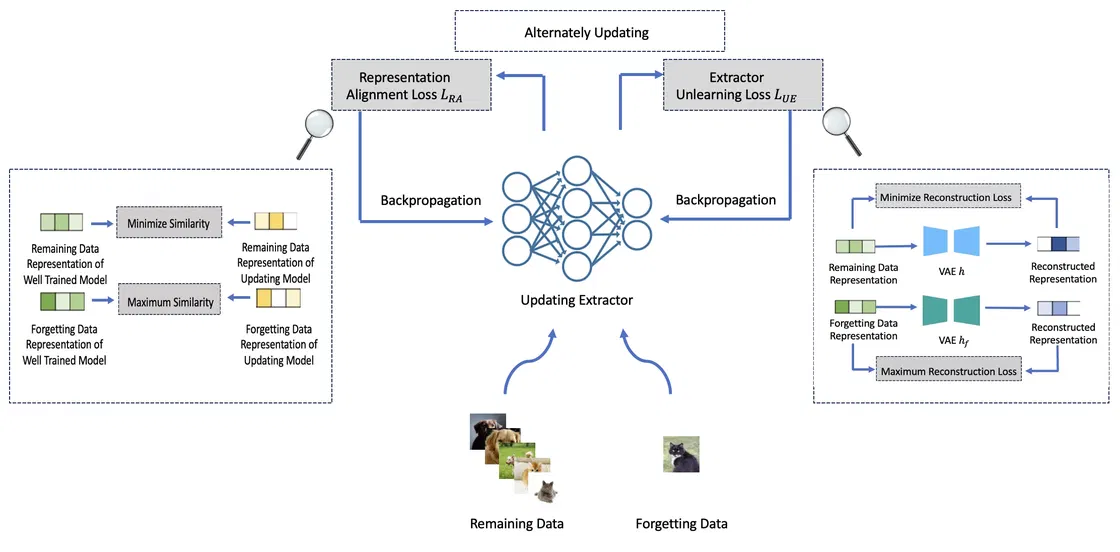 Alternately Updating
Representation
Alignment Loss L_RA
Extractor
Unlearning Loss L_UE
Backpropagation
Backpropagation
Updating Extractor
Minimize Similarity
Remaining Data
Representation of
Well Trained Model
Remaining Data
Representation
of Updating Model
Maximum Similarity
Forgetting Data
Representation of
Well Trained Model
Forgetting Data
Representation
of Updating Model
Minimize Reconstruction Loss
Remaining Data
Representation
VAE h
Reconstructed
Representation
Forgetting Data
Representation
VAE h_f
Reconstructed
Representation
Maximum Reconstruction Loss
Remaining Data
Forgetting Data